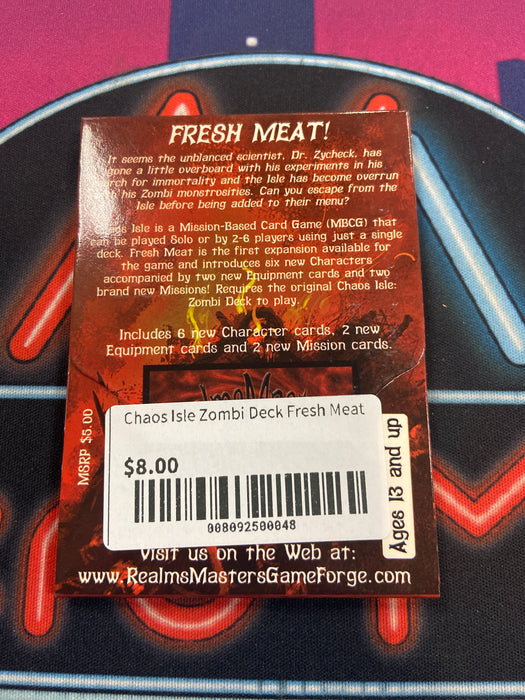 FRESH MEAT!
It seems the unblanced scientist, Dr. Zycheck, has
gone a little overboard with his experiments in his
rch for immortality and the Isle has become overrun
h his Zombi monstrosities. Can you escape from the
Isle before being added to their menu?
aos Isle is a Mission-Based Card Game (MBCG) that
can be played Solo or by 2-6 players using just a single
deck. Fresh Meat is the first expansion available for
the game and introduces six new Characters
accompanied by two new Equipment cards and two
brand new Missions! Requires the original Chaos Isle:
Zombi Deck to play.
Includes 6 new Character cards, 2 new
Equipment cards and 2 new Mission cards.
MSRP $5.00
Chaos Isle Zombi Deck Fresh Meat
$8.00
008092500048
Ages 13 and up
Visit us on the Web at:
www.RealmsMastersGameForge.com